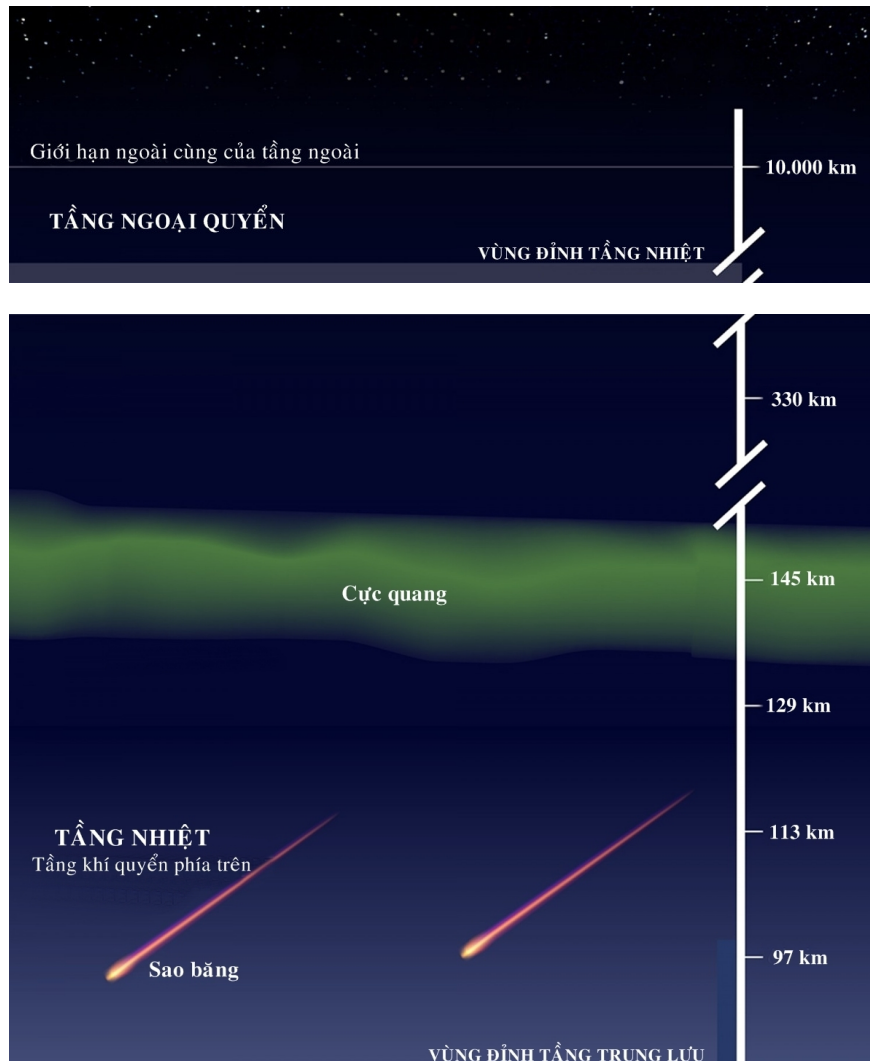 Giới hạn ngoài cùng của tầng ngoài
10.000 km
TẦNG NGOẠI QUYỂN
VÙNG ĐỈNH TẦNG NHIỆT
330 km
145 km
Cực quang
129 km
TẦNG NHIỆT
113 km
Tầng khí quyển phía trên
97 km
Sao băng
VÙNG ĐỈNH TẦNG TRUNG LƯU